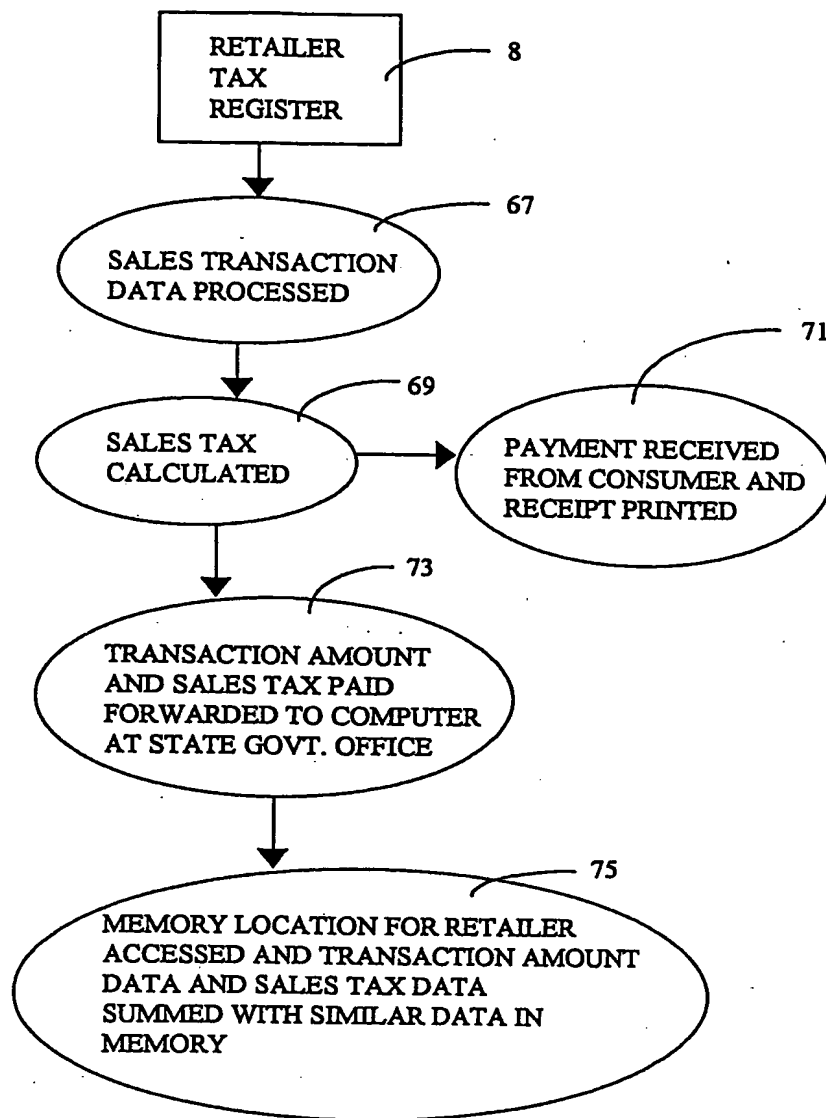 RETAILER
TAX
REGISTER
8
67
SALES TRANSACTION
DATA PROCESSED
69
SALES TAX
CALCULATED
71
PAYMENT RECEIVED
FROM CONSUMER AND
RECEIPT PRINTED
73
TRANSACTION AMOUNT
AND SALES TAX PAID
FORWARDED TO COMPUTER
AT STATE GOVT. OFFICE
75
MEMORY LOCATION FOR RETAILER
ACCESSED AND TRANSACTION AMOUNT
DATA AND SALES TAX DATA
SUMMED WITH SIMILAR DATA IN
MEMORY